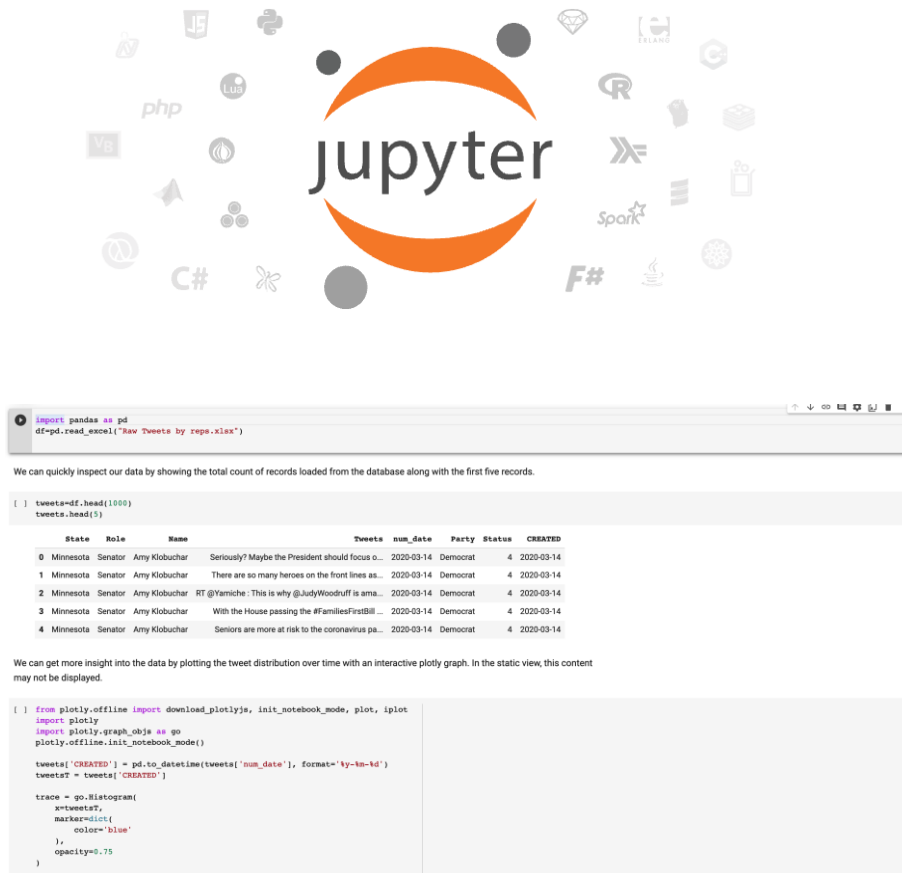 JS
ERLANG
Lua
R
php
V8
jupyter
Spark
C#
F#
import pandas as pd
df=pd.read_excel("Raw Tweets by reps.xlsx")
We can quickly inspect our data by showing the total count of records loaded from the database along with the first five records.
[ ] tweets=df.head(1000)
tweets.head(5)
State Role Name Tweets num_date Party Status CREATED
0 Minnesota Senator Amy Klobuchar Seriously? Maybe the President should focus o... 2020-03-14 Democrat 4 2020-03-14
1 Minnesota Senator Amy Klobuchar There are so many heroes on the front lines as... 2020-03-14 Democrat 4 2020-03-14
2 Minnesota Senator Amy Klobuchar RT @Yamiche : This is why @JudyWoodruff is ama... 2020-03-14 Democrat 4 2020-03-14
3 Minnesota Senator Amy Klobuchar With the House passing the #FamiliesFirstBill ... 2020-03-14 Democrat 4 2020-03-14
4 Minnesota Senator Amy Klobuchar Seniors are more at risk to the coronavirus pa... 2020-03-14 Democrat 4 2020-03-14
We can get more insight into the data by plotting the tweet distribution over time with an interactive plotly graph. In the static view, this content
may not be displayed.
[ ] from plotly.offline import download_plotlyjs, init_notebook_mode, plot, iplot
import plotly
import plotly.graph_objs as go
plotly.offline.init_notebook_mode()
tweets['CREATED'] = pd.to_datetime(tweets['num_date'], format='%y-%m-%d')
tweetsT = tweets['CREATED']
trace = go.Histogram(
x=tweetsT,
marker=dict(
color='blue'
),
opacity=0.75
)